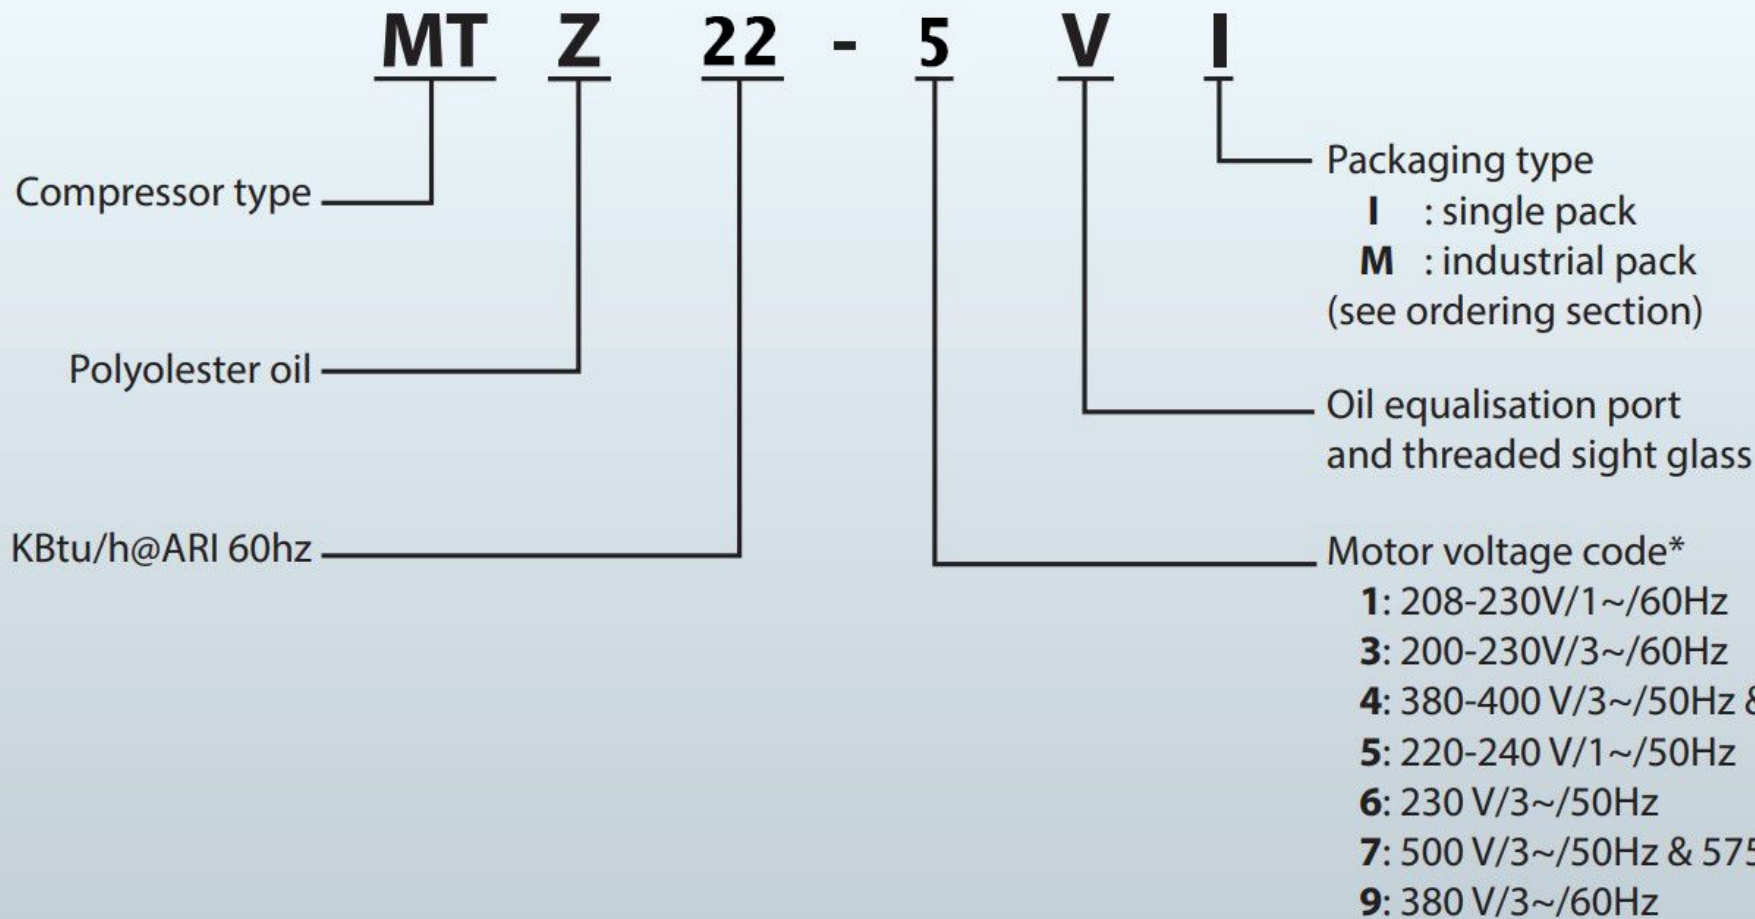 MT Z 22 - 5 V I
Compressor type
Polyolester oil
KBtu/h@ARI 60hz
Packaging type
I : single pack
M : industrial pack
(see ordering section)
Oil equalisation port
and threaded sight glass
Motor voltage code*
1: 208-230V/1~/60Hz
3: 200-230V/3~/60Hz
4: 380-400 V/3~/50Hz &
5: 220-240 V/1~/50Hz
6: 230 V/3~/50Hz
7: 500 V/3~/50Hz & 575
9: 380 V/3~/60Hz